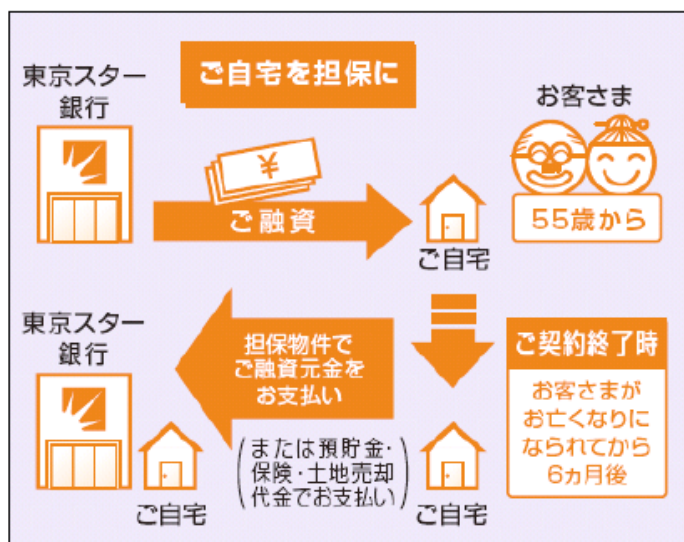 ご自宅を担保に
東京スター
銀行
お客さま
¥
ご融資
55歳から
ご自宅
東京スター
銀行
担保物件で
ご融資元金を
お支払い
ご契約終了時
お客さまが
お亡くなりに
なられてから
6ヵ月後
(または預貯金・
保険・土地売却
代金でお支払い)
ご自宅
ご自宅